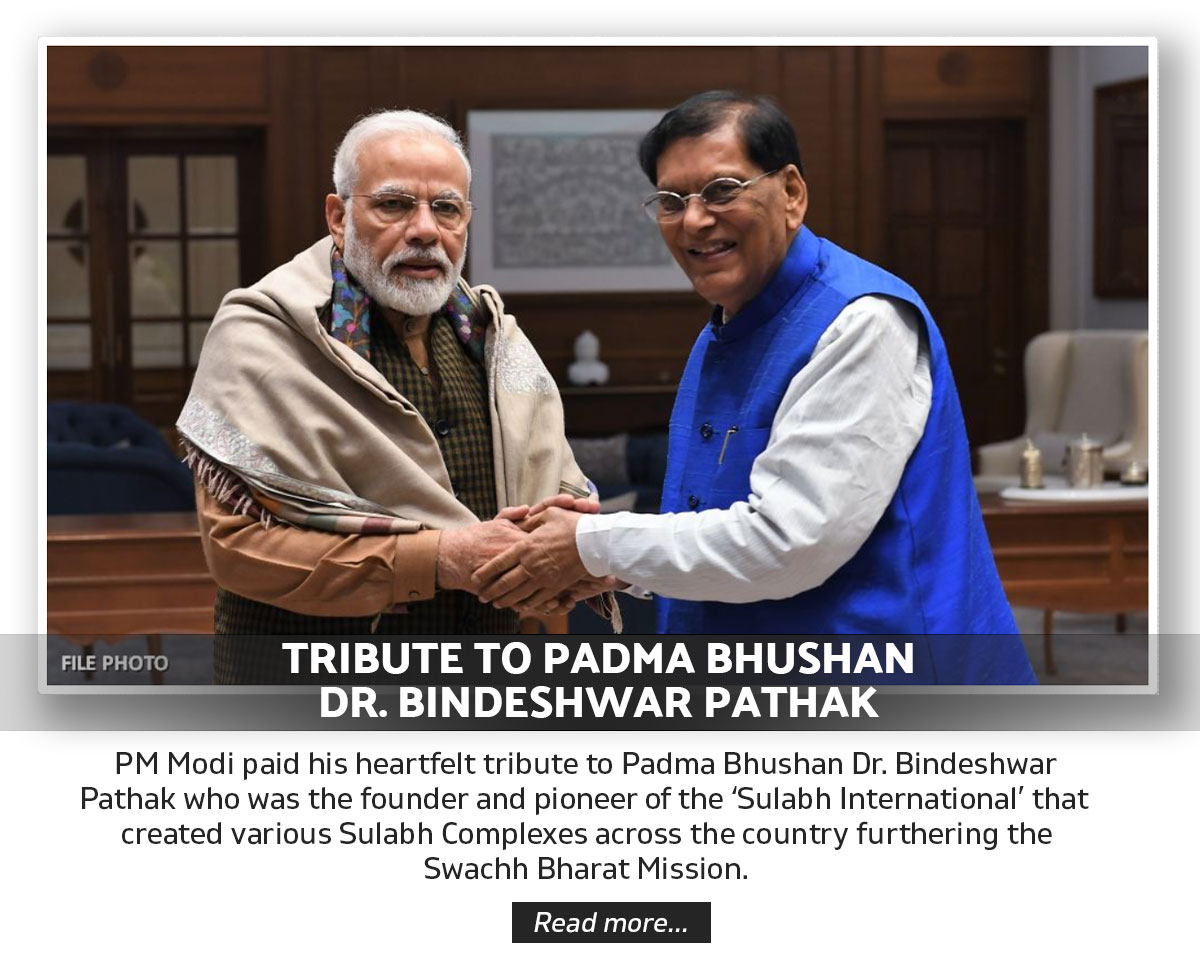 FILE PHOTO
TRIBUTE TO PADMA BHUSHAN
DR. BINDESHWAR PATHAK
PM Modi paid his heartfelt tribute to Padma Bhushan Dr. Bindeshwar
Pathak who was the founder and pioneer of the ‘Sulabh International’ that
created various Sulabh Complexes across the country furthering the
Swachh Bharat Mission.
Read more...